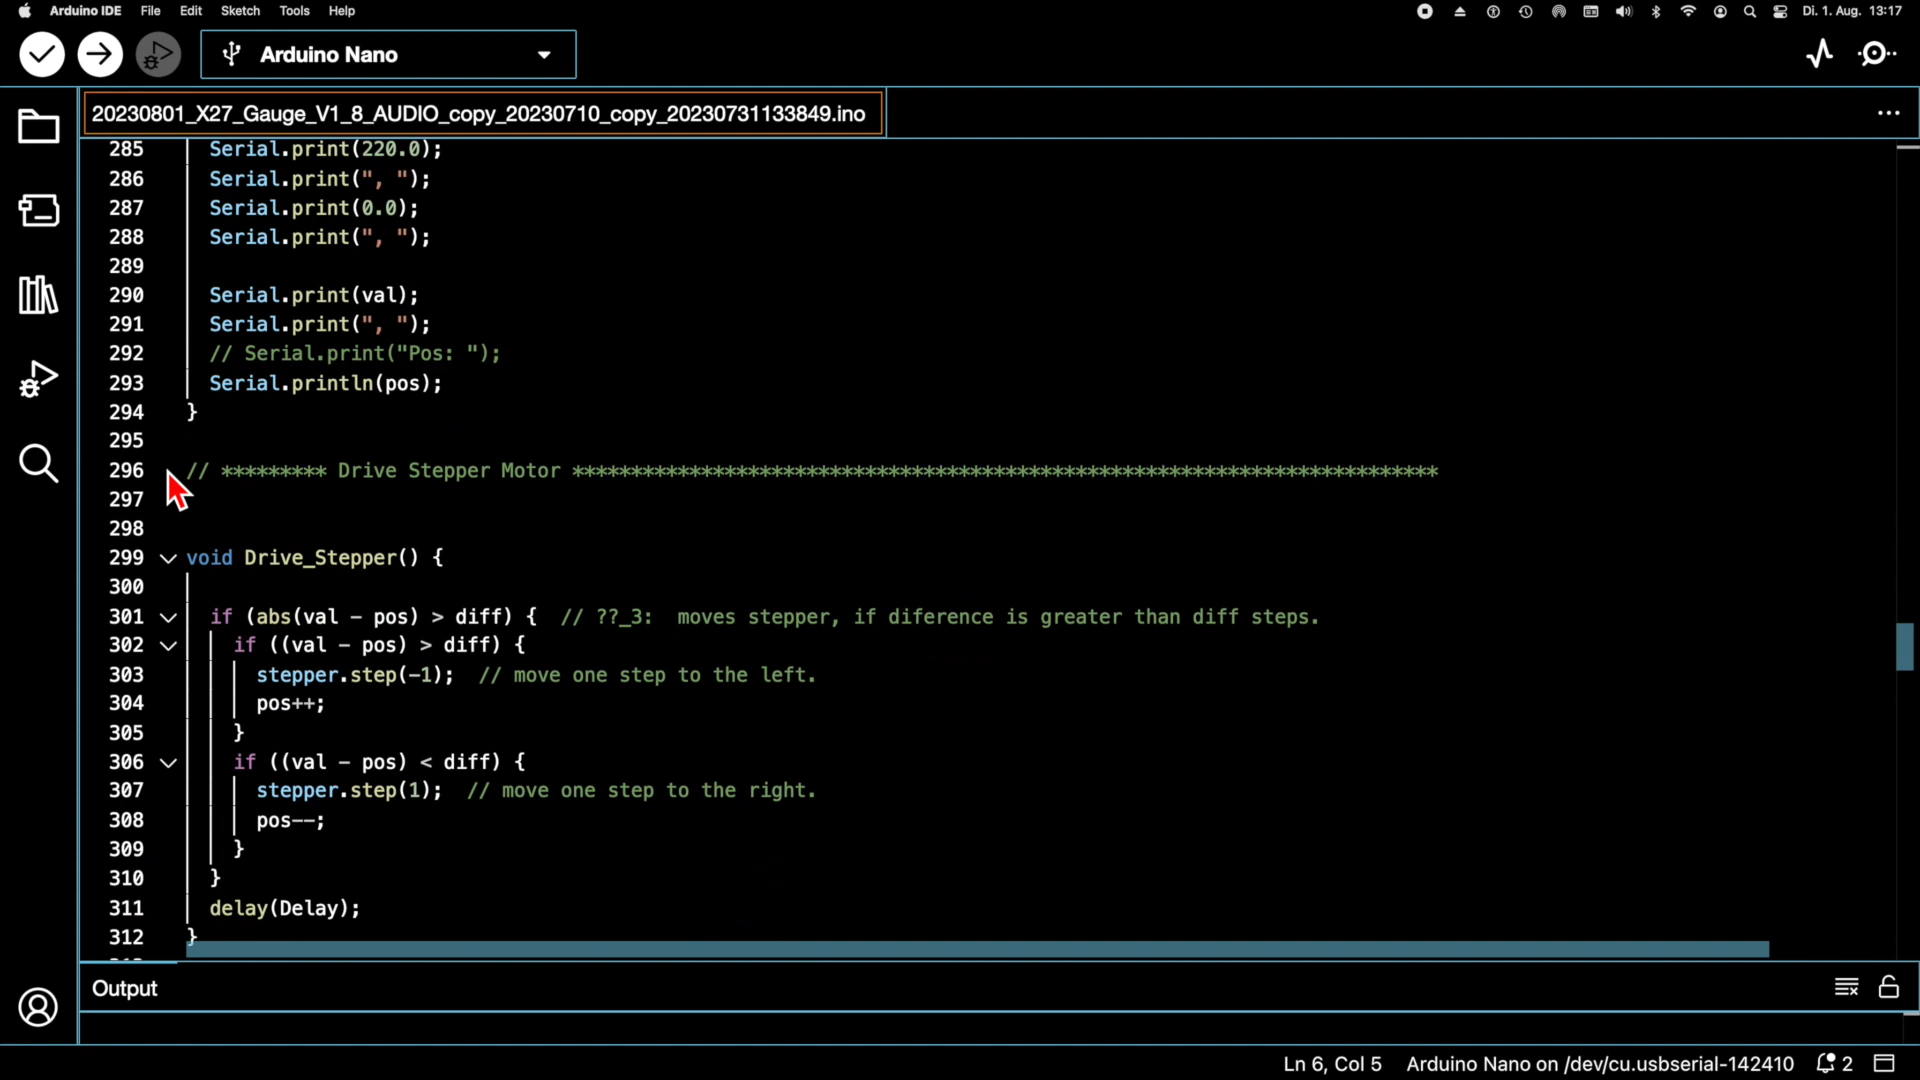 Arduino IDE File Edit Sketch Tools Help Di. 1. Aug. 13:17
Arduino Nano
20230801_X27_Gauge_V1_8_AUDIO_copy_20230710_copy_20230731133849.ino
285 Serial.print(220.0);
286 Serial.print(", ");
287 Serial.print(0.0);
288 Serial.print(", ");
289
290 Serial.print(val);
291 Serial.print(", ");
292 // Serial.print("Pos: ");
293 Serial.println(pos);
294 }
295
296 // ********* Drive Stepper Motor **************************************************************************
297
298
299 void Drive_Stepper() {
300
301 if (abs(val - pos) > diff) { // ??_3: moves stepper, if diference is greater than diff steps.
302 if ((val - pos) > diff) {
303 stepper.step(-1); // move one step to the left.
304 pos++;
305 }
306 if ((val - pos) < diff) {
307 stepper.step(1); // move one step to the right.
308 pos--;
309 }
310 }
311 delay(Delay);
312 }
Output
Ln 6, Col 5 Arduino Nano on /dev/cu.usbserial-142410 2